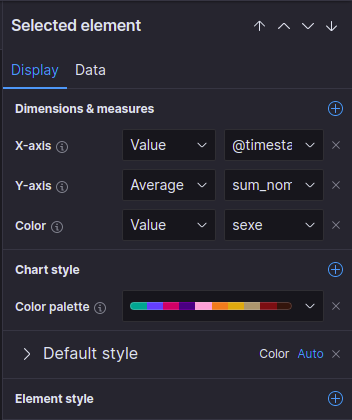 Selected element
Display Data
Dimensions & measures
X-axis Value @timesta
Y-axis Average sum_nom
Color Value sexe
Chart style
Color palette
Default style Color Auto
Element style